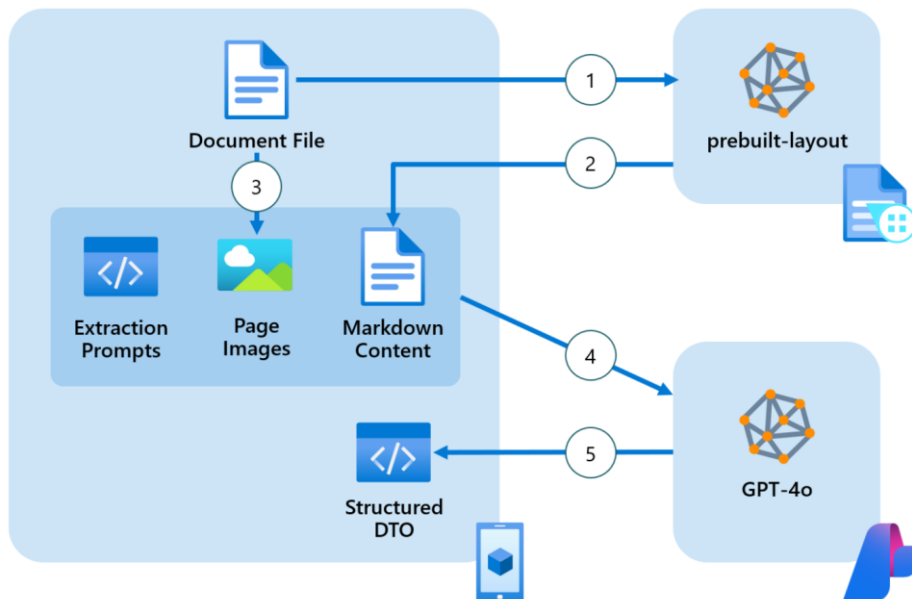 1
Document File
prebuilt-layout
2
3
Extraction
Prompts
Page
Images
Markdown
Content
4
5
Structured
DTO
GPT-4o